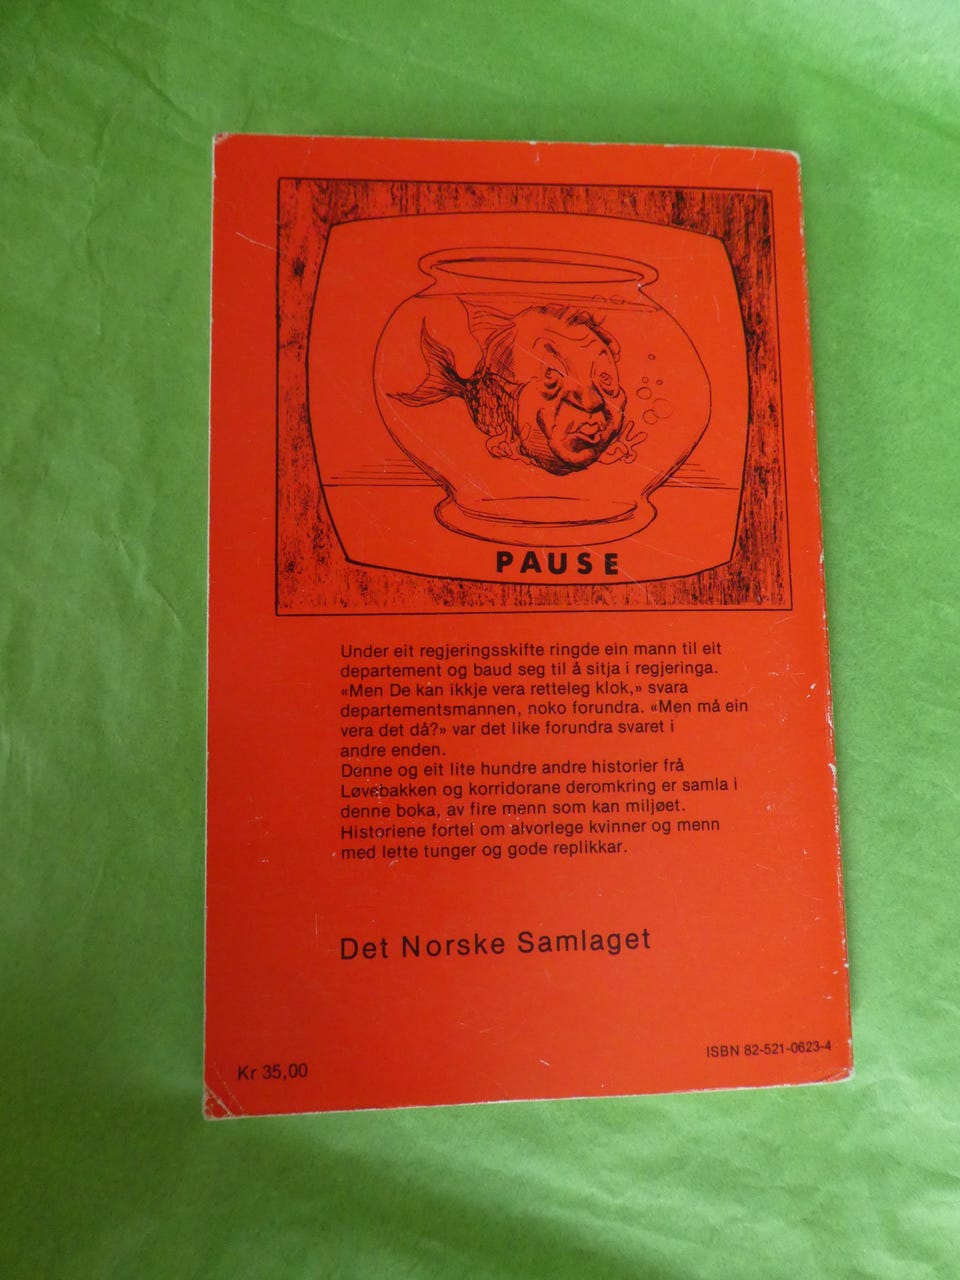 PAUSE
Under eit regjeringsskifte ringde ein mann til eit
departement og baud seg til å sitja i regjeringa.
«Men De kan ikkje vera retteleg klok,» svara
departementsmannen, noko forundra. «Men må ein
vera det då?» var det like forundra svaret i
andre enden.
Denne og eit lite hundre andre historier frå
Løvebakken og korridorane deromkring er samla i
denne boka, av fire menn som kan miljøet.
Historiene fortel om alvorlege kvinner og menn
med lette tunger og gode replikkar.
Det Norske Samlaget
Kr 35,00
ISBN 82-521-0623-4